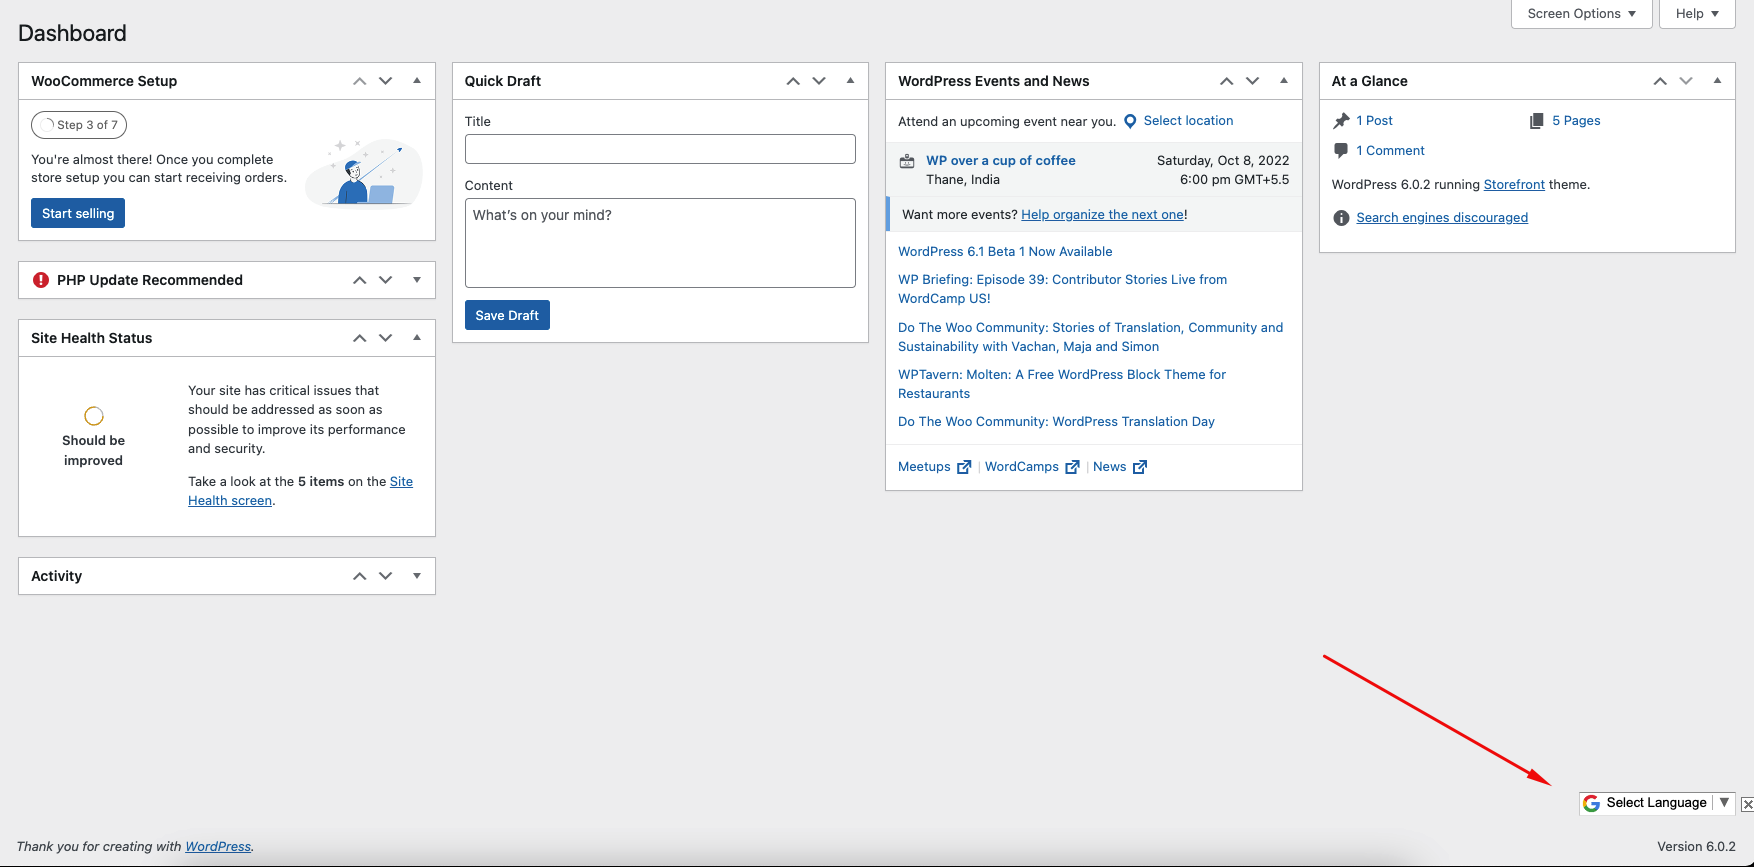 Screen Options
Help
Dashboard
WooCommerce Setup
Step 3 of 7
You're almost there! Once you complete
store setup you can start receiving orders.
Start selling
PHP Update Recommended
Site Health Status
Should be
improved
Your site has critical issues that
should be addressed as soon as
possible to improve its performance
and security.
Take a look at the 5 items on the Site
Health screen.
Activity
Quick Draft
Title
Content
What's on your mind?
Save Draft
WordPress Events and News
Attend an upcoming event near you. Select location
WP over a cup of coffee Saturday, Oct 8, 2022
Thane, India 6:00 pm GMT+5.5
Want more events? Help organize the next one!
WordPress 6.1 Beta 1 Now Available
WP Briefing: Episode 39: Contributor Stories Live from
WordCamp US!
Do The Woo Community: Stories of Translation, Community and
Sustainability with Vachan, Maja and Simon
WPTavern: Molten: A Free WordPress Block Theme for
Restaurants
Do The Woo Community: WordPress Translation Day
Meetups | WordCamps | News
At a Glance
1 Post 5 Pages
1 Comment
WordPress 6.0.2 running Storefront theme.
Search engines discouraged
Select Language
Thank you for creating with WordPress.
Version 6.0.2